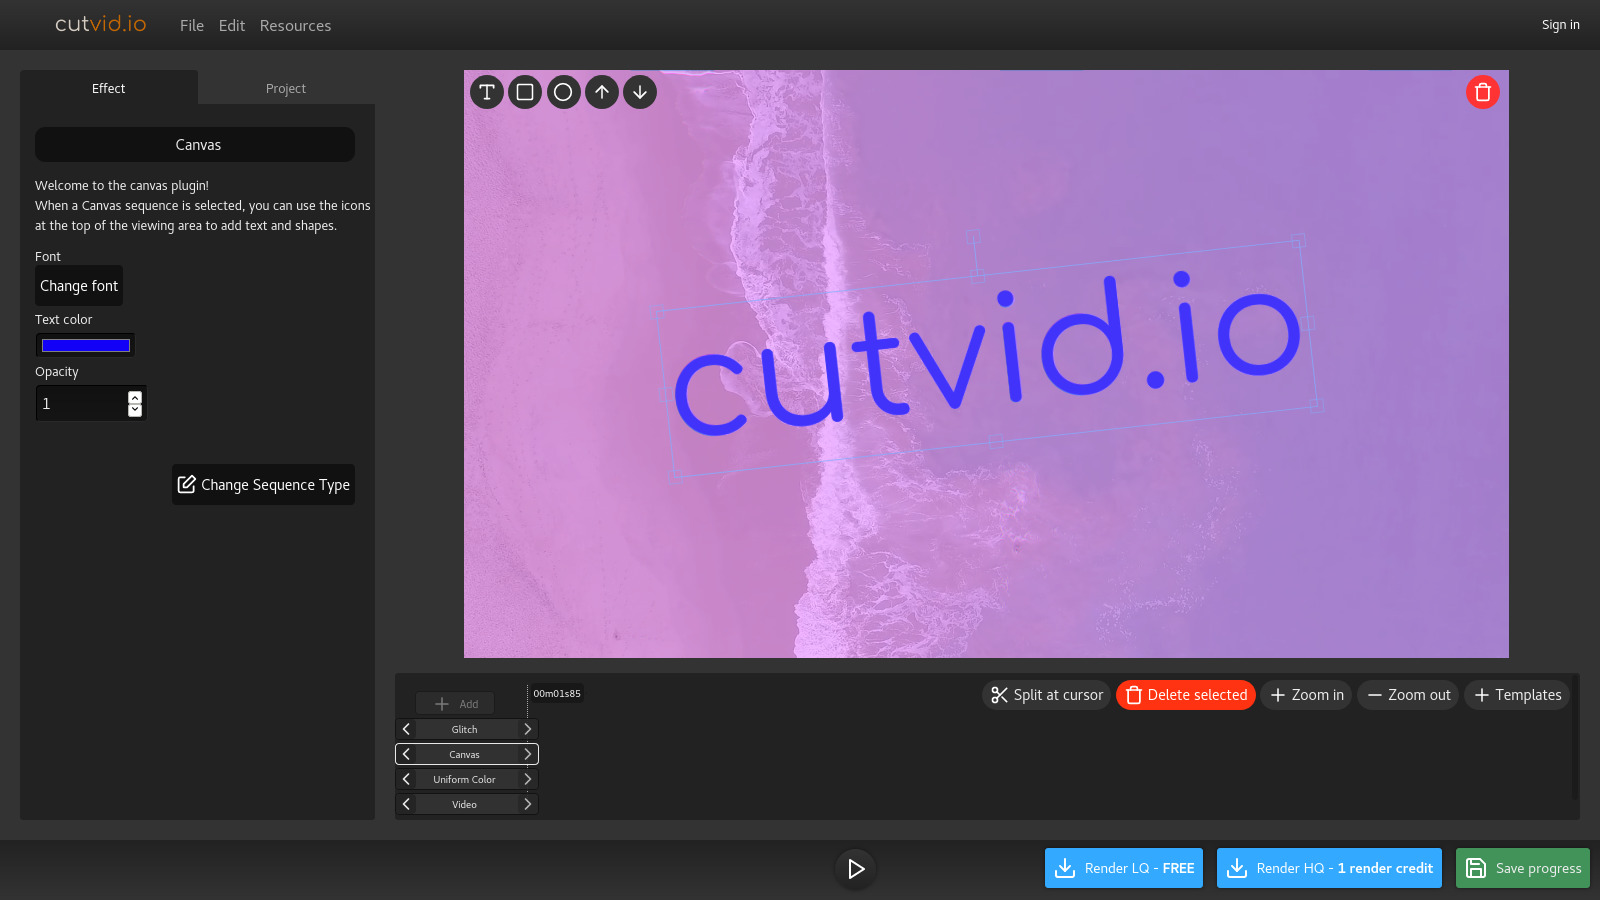 cutvid.io
File Edit Resources
Sign in
Effect Project
Canvas
Welcome to the canvas plugin!
When a Canvas sequence is selected, you can use the icons
at the top of the viewing area to add text and shapes.
Font
Change font
Text color
Opacity
1
Change Sequence Type
cutvid.io
00m01s85
Add
Split at cursor Delete selected Zoom in Zoom out Templates
Glitch
Canvas
Uniform Color
Video
Render LQ - FREE Render HQ - 1 render credit Save progress